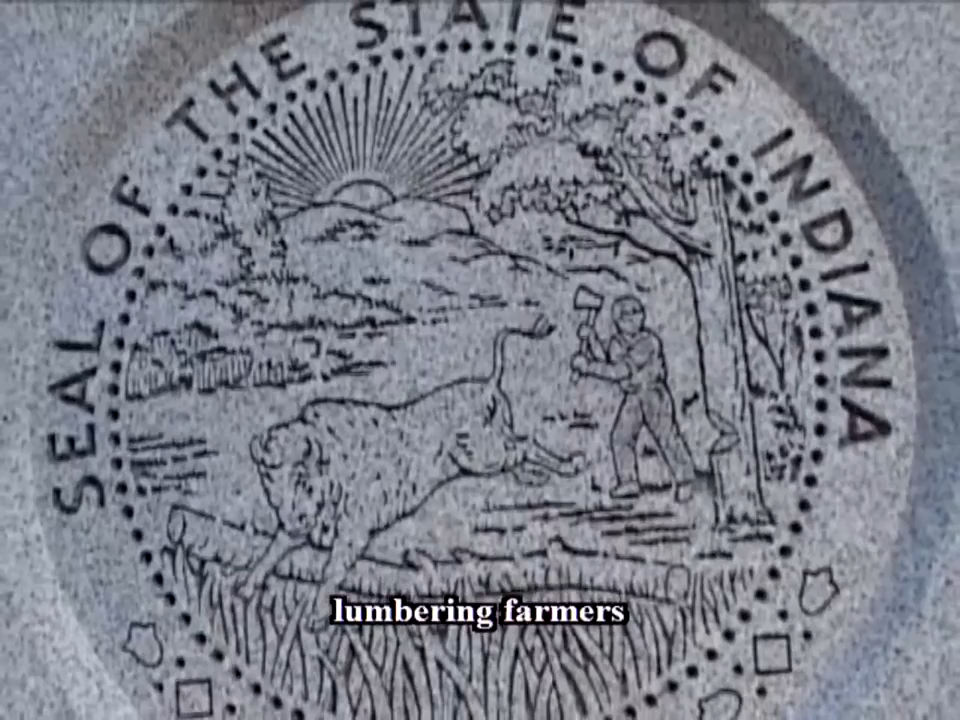 SEAL OF THE STATE OF INDIANA
lumbering farmers